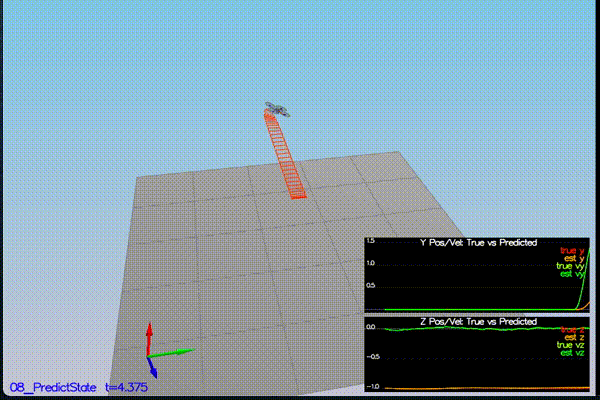 Y Pos/Vel: True vs Predicted
1.5
true y
est y
1.0
true vy
est vy
0.5
Z Pos/Vel: True vs Predicted
0.0
est z
true vz
-0.5
est vz
-1.0
08_PredictState t=4.375